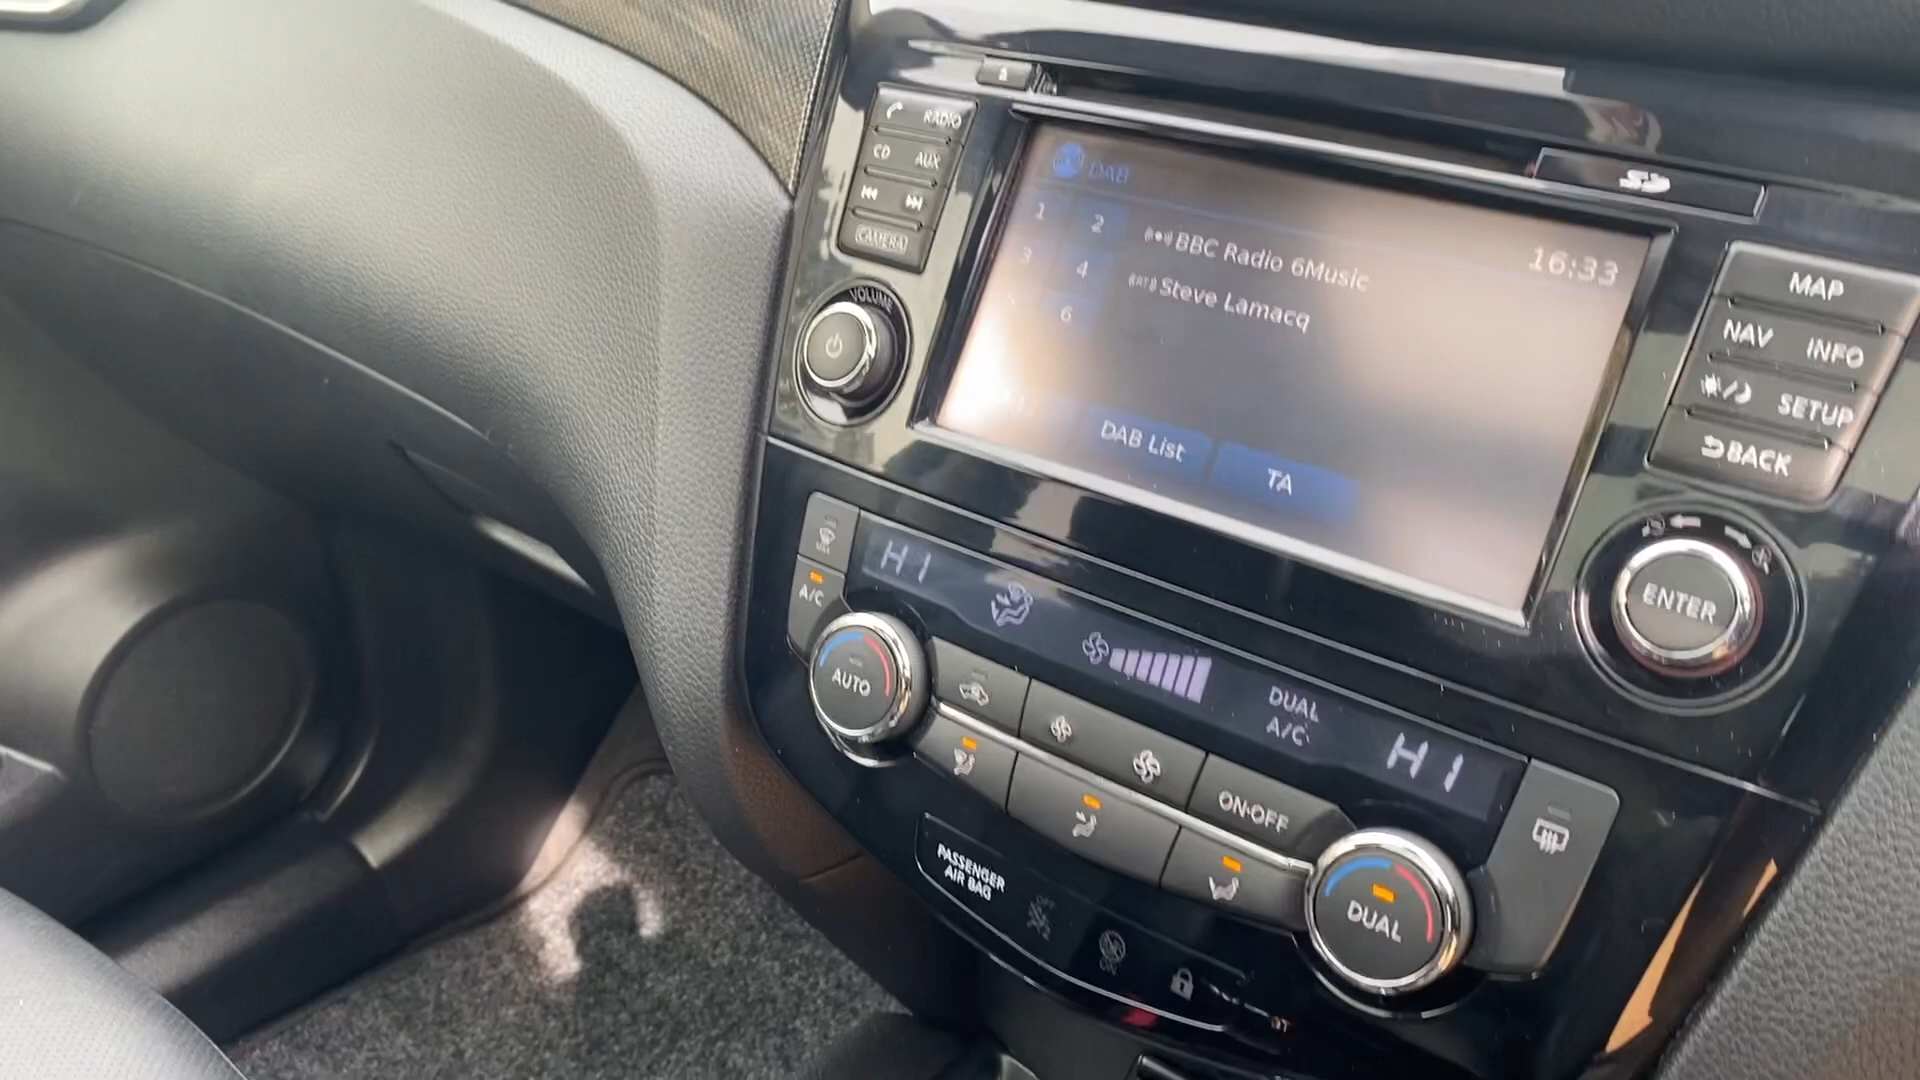 RADIO
CD AUX
CAMERA
VOLUME
DAB
1 2
3 4
6
BBC Radio 6Music
Steve Lamacq
16:33
DAB List
TA
MAP
NAV INFO
SETUP
BACK
ENTER
A/C
HI
AUTO
DUAL
A/C
HI
ON·OFF
DUAL
PASSENGER
AIR BAG